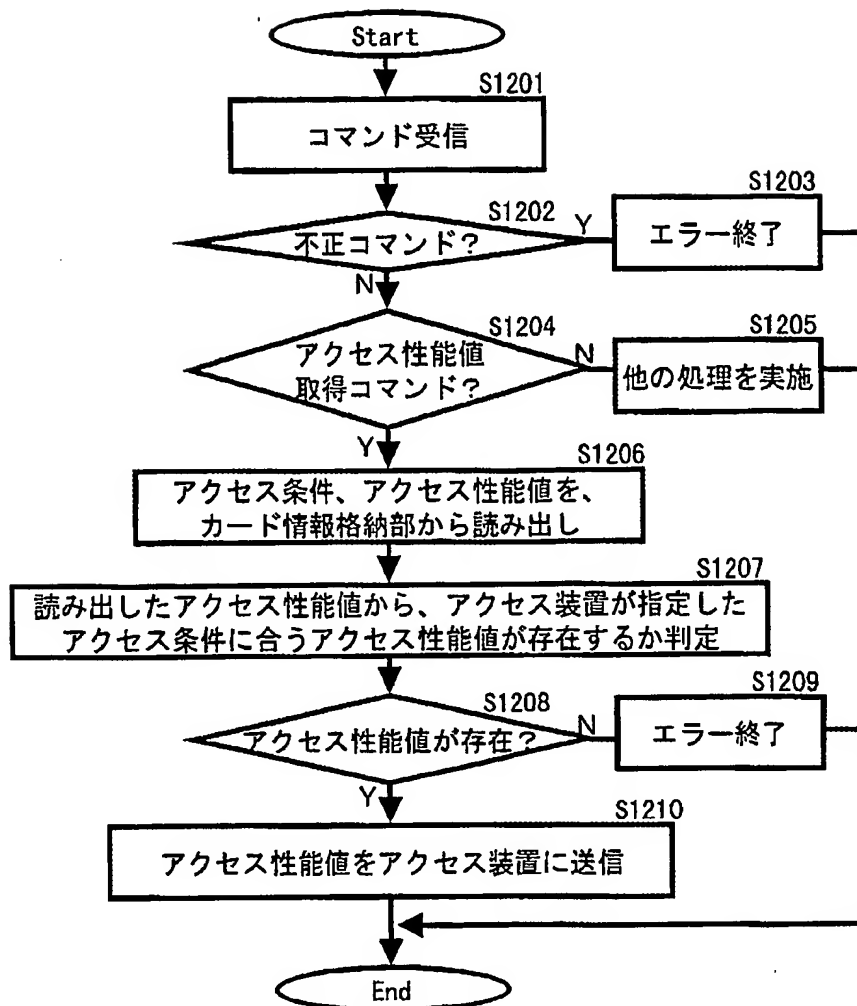 Start
S1201
コマンド受信
S1202
不正コマンド?
Y
S1203
エラー終了
N
S1204
アクセス性能値
取得コマンド?
N
S1205
他の処理を実施
Y
S1206
アクセス条件、アクセス性能値を、
カード情報格納部から読み出し
S1207
読み出したアクセス性能値から、アクセス装置が指定した
アクセス条件に合うアクセス性能値が存在するか判定
S1208
アクセス性能値が存在?
N
S1209
エラー終了
Y
S1210
アクセス性能値をアクセス装置に送信
End